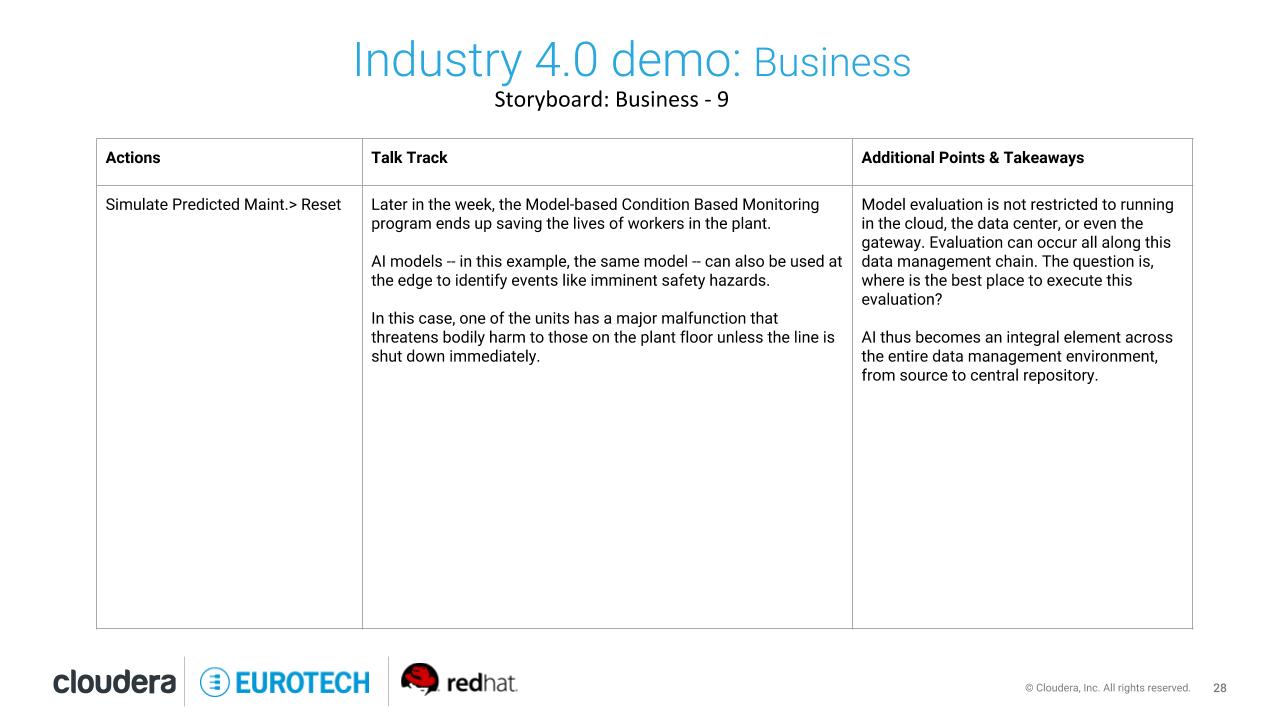 Industry 4.0 demo: Business
Storyboard: Business - 9
Actions
Talk Track
Additional Points & Takeaways
Simulate Predicted Maint.> Reset
Later in the week, the Model-based Condition Based Monitoring
program ends up saving the lives of workers in the plant.
AI models -- in this example, the same model -- can also be used at
the edge to identify events like imminent safety hazards.
In this case, one of the units has a major malfunction that
threatens bodily harm to those on the plant floor unless the line is
shut down immediately.
Model evaluation is not restricted to running
in the cloud, the data center, or even the
gateway. Evaluation can occur all along this
data management chain. The question is,
where is the best place to execute this
evaluation?
AI thus becomes an integral element across
the entire data management environment,
from source to central repository.
cloudera
EUROTECH
redhat.
© Cloudera, Inc. All rights reserved.
28